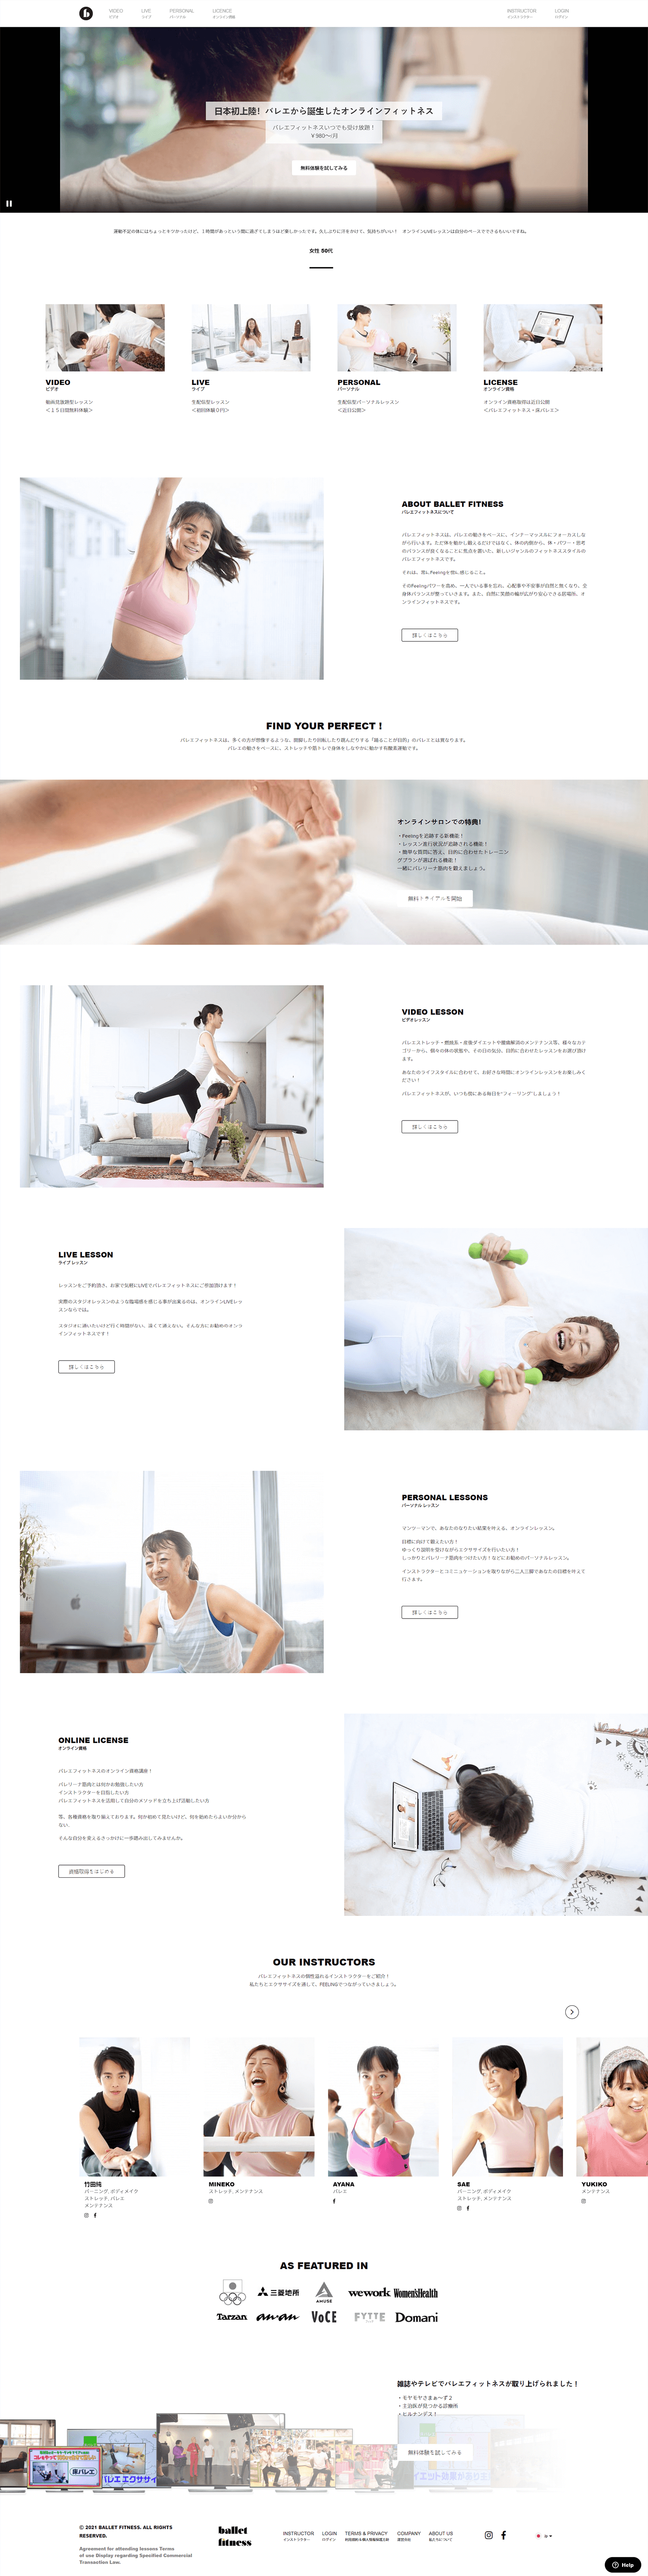 b
VIDEO
ビデオ
LIVE
ライブ
PERSONAL
パーソナル
LICENCE
オンライン資格
INSTRUCTOR
インストラクター
LOGIN
ログイン
日本初上陸！バレエから誕生したオンラインフィットネス
バレエフィットネスいつでも受け放題！
￥980〜/月
無料体験を試してみる
運動不足の体にはちょっとキツかったけど、１時間があっという間に過ぎてしまうほど楽しかったです。久しぶりに汗をかけて、気持ちがいい！ オンラインLIVEレッスンは自分のペースでできるもいいですね。
女性 50代
VIDEO
ビデオ
動画見放題型レッスン
＜１５日間無料体験＞
LIVE
ライブ
生配信型レッスン
＜初回体験０円＞
PERSONAL
パーソナル
生配信型パーソナルレッスン
＜近日公開＞
LICENSE
オンライン資格
オンライン資格取得は近日公開
＜バレエフィットネス・床バレエ＞
ABOUT BALLET FITNESS
バレエフィットネスについて
バレエフィットネスは、バレエの動きをベースに、インナーマッスルにフォーカスしな
がら行います。ただ体を動かし鍛えるだけではなく、体の内側から、体・パワー・思考
のバランスが良くなることに焦点を置いた、新しいジャンルのフィットネススタイルの
バレエフィットネスです。
そのFeelingパワーを高め、一人でいる事を忘れ、心配事や不安事が自然と無くなり、全
身体バランスが整っていきます。また、自然に笑顔の輪が広がり安心できる居場所、オ
ンラインフィットネスです。
詳しくはこちら
FIND YOUR PERFECT !
バレエフィットネスは、多くの方が想像するような、開脚したり回転したり跳んだりする「踊ることが目的」のバレエとは異なります。
バレエの動きをベースに、ストレッチや筋トレで身体をしなやかに動かす有酸素運動です。
オンラインサロンでの特典!
・Feelingを追跡する新機能！
・レッスン進行状況が追跡される機能！
・簡単な質問に答え、目的に合わせたトレーニン
グプランが選ばれる機能！
一緒にバレリーナ筋肉を鍛えましょう。
無料トライアルを開始
VIDEO LESSON
ビデオレッスン
バレエストレッチ・燃焼系・産後ダイエットや腰痛解消のメンテナンス等、様々なカテ
ゴリーから、様々の体の状態や、その日の気分、目的に合わせたレッスンをお選び頂け
ます。
あなたのライフスタイルに合わせて、お好きな時間にオンラインレッスンをお楽しみく
ださい！
バレエフィットネスが、いつも傍にある毎日を“フィーリング”しましょう！
詳しくはこちら
LIVE LESSON
ライブ レッスン
レッスンをご予約頂き、お家で気軽にLIVEでバレエフィットネスにご参加頂けます！
実際のスタジオレッスンのような臨場感を感じる事が出来るのは、オンラインLIVEレッ
スンならでは。
スタジオに通いたいけど行く時間がない、遠くて通えない。そんな方にお勧めのオンラ
インフィットネスです！
詳しくはこちら
PERSONAL LESSONS
パーソナル レッスン
マンツーマンで、あなたのなりたい結果を叶える、オンラインレッスン。
目標に向けて鍛えたい方！
ゆっくり説明を受けながらエクササイズを行いたい方！
しっかりとバレリーナ筋肉をつけたい方！などにお勧めのパーソナルレッスン。
インストラクターとコミニュケーションを取りながら二人三脚であなたの目標を叶えて
行きます。
詳しくはこちら
ONLINE LICENSE
オンライン資格
バレエフィットネスのオンライン資格講座！
バレリーナ筋肉とは何かお勉強したい方
インストラクターを目指したい方
バレエフィットネスを活用して自分のメソッドを立ち上げ活動したい方
等、各種資格を取り揃えております。何か初めて見たいけど、何を始めたらよいか分から
ない、
そんな自分を変えるきっかけに一歩踏み出してみませんか。
資格取得をはじめる
OUR INSTRUCTORS
バレエフィットネスの個性溢れるインストラクターをご紹介！
私たちとエクササイズを通して、FEELINGでつながっていきましょう。
竹田純
バーニング, ボディメイク
ストレッチ, バレエ
メンテナンス
MINEKO
ストレッチ, メンテナンス
AYANA
バレエ
SAE
バーニング, ボディメイク
ストレッチ, メンテナンス
YUKIKO
メンテナンス
AS FEATURED IN
三菱地所
AMUSE
wework
Women'sHealth
Tarzan
anan
VoCE
FYTTE
Domani
雑誌やテレビでバレエフィットネスが取り上げられました！
・モヤモヤさまぁ〜ず２
・主治医が見つかる診療所
・ヒルナンデス！
無料体験を試してみる
床バレエ
バレエエクササイ
© 2021 BALLET FITNESS. ALL RIGHTS
RESERVED.
Agreement for attending lessons Terms
of use Display regarding Specified Commercial
Transaction Law.
ballet
fitness
INSTRUCTOR
インストラクター
LOGIN
ログイン
TERMS & PRIVACY
利用規約＆個人情報保護方針
COMPANY
運営会社
ABOUT US
私たちについて
Help